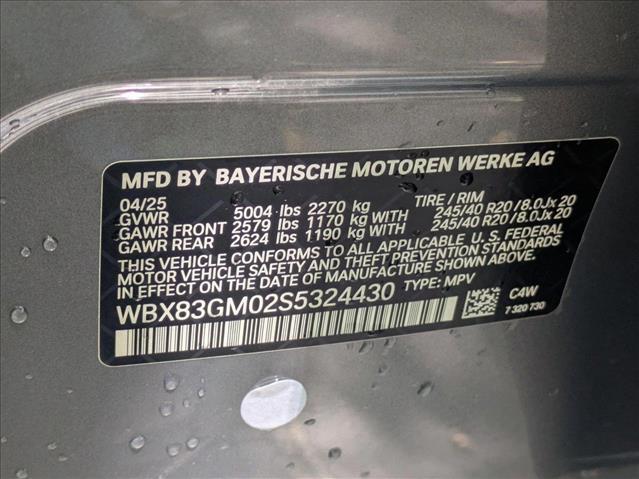 MFD BY BAYERISCHE MOTOREN WERKE AG
04/25 TIRE / RIM
GVWR 5004 lbs 2270 kg
GAWR FRONT 2579 lbs 1170 kg WITH 245/40 R20/8.0Jx20
GAWR REAR 2624 lbs 1190 kg WITH 245/40 R20/8.0Jx20
THIS VEHICLE CONFORMS TO ALL APPLICABLE U. S. FEDERAL
MOTOR VEHICLE SAFETY AND THEFT PREVENTION STANDARDS
IN EFFECT ON THE DATE OF MANUFACTURE SHOWN ABOVE.
WBX83GM02S5324430 TYPE: MPV
C4W
7 320 730